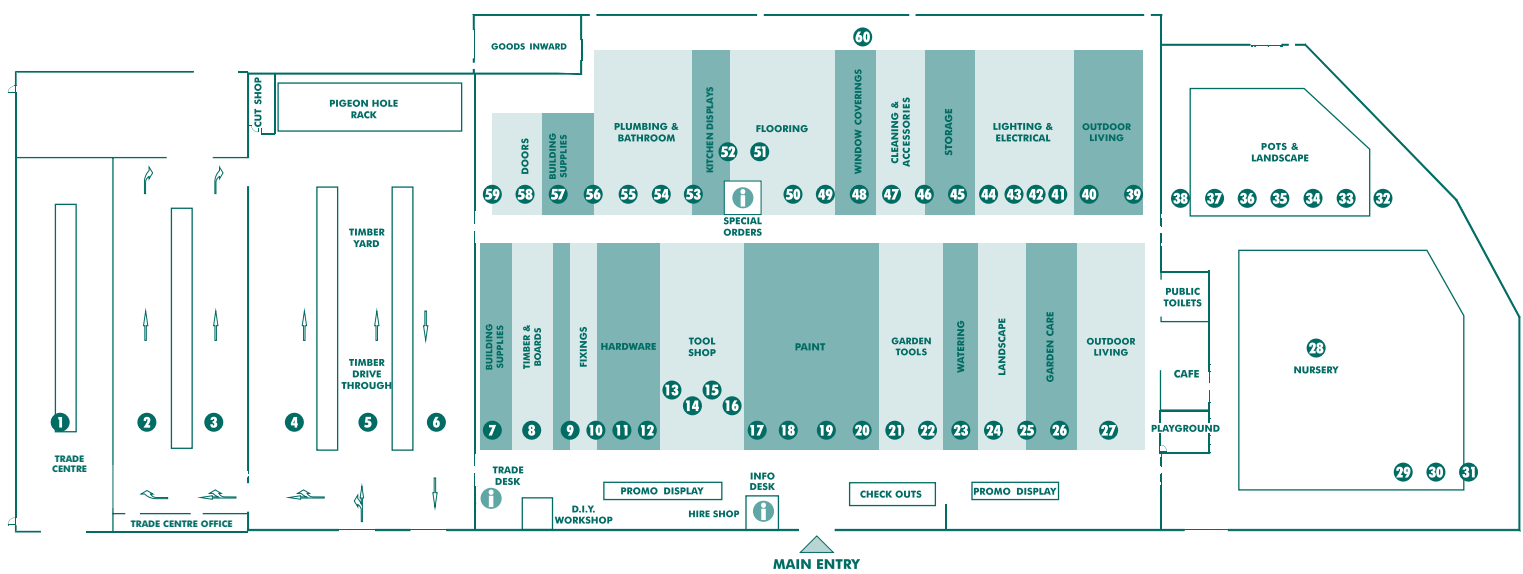 GOODS INWARD
60
CUT SHOP
PIGEON HOLE
RACK
DOORS
BUILDING
SUPPLIES
PLUMBING &
BATHROOM
KITCHEN DISPLAYS
FLOORING
WINDOW COVERINGS
CLEANING &
ACCESSORIES
STORAGE
LIGHTING &
ELECTRICAL
OUTDOOR
LIVING
POTS &
LANDSCAPE
52 51
59 58 57 56 55 54 53 i 50 49 48 47 46 45 44 43 42 41 40 39 38 37 36 35 34 33 32
SPECIAL
ORDERS
TIMBER
YARD
TIMBER
DRIVE
THROUGH
BUILDING
SUPPLIES
TIMBER &
BOARDS
FIXINGS
HARDWARE
TOOL
SHOP
PAINT
GARDEN
TOOLS
WATERING
LANDSCAPE
GARDEN CARE
OUTDOOR
LIVING
PUBLIC
TOILETS
CAFE
PLAYGROUND
28
NURSERY
13 15
14 16
1 2 3 4 5 6
7 8 9 10 11 12 17 18 19 20 21 22 23 24 25 26 27
29 30 31
TRADE
CENTRE
TRADE CENTRE OFFICE
TRADE
DESK
i
D.I.Y.
WORKSHOP
PROMO DISPLAY
INFO
DESK
HIRE SHOP
i
CHECK OUTS
PROMO DISPLAY
MAIN ENTRY